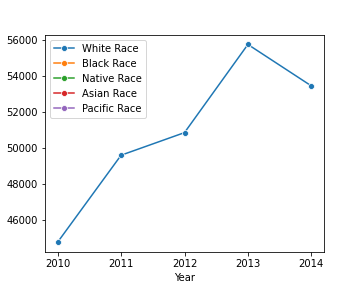 56000
54000
52000
50000
48000
46000
White Race
Black Race
Native Race
Asian Race
Pacific Race
2010 2011 2012 2013 2014
Year